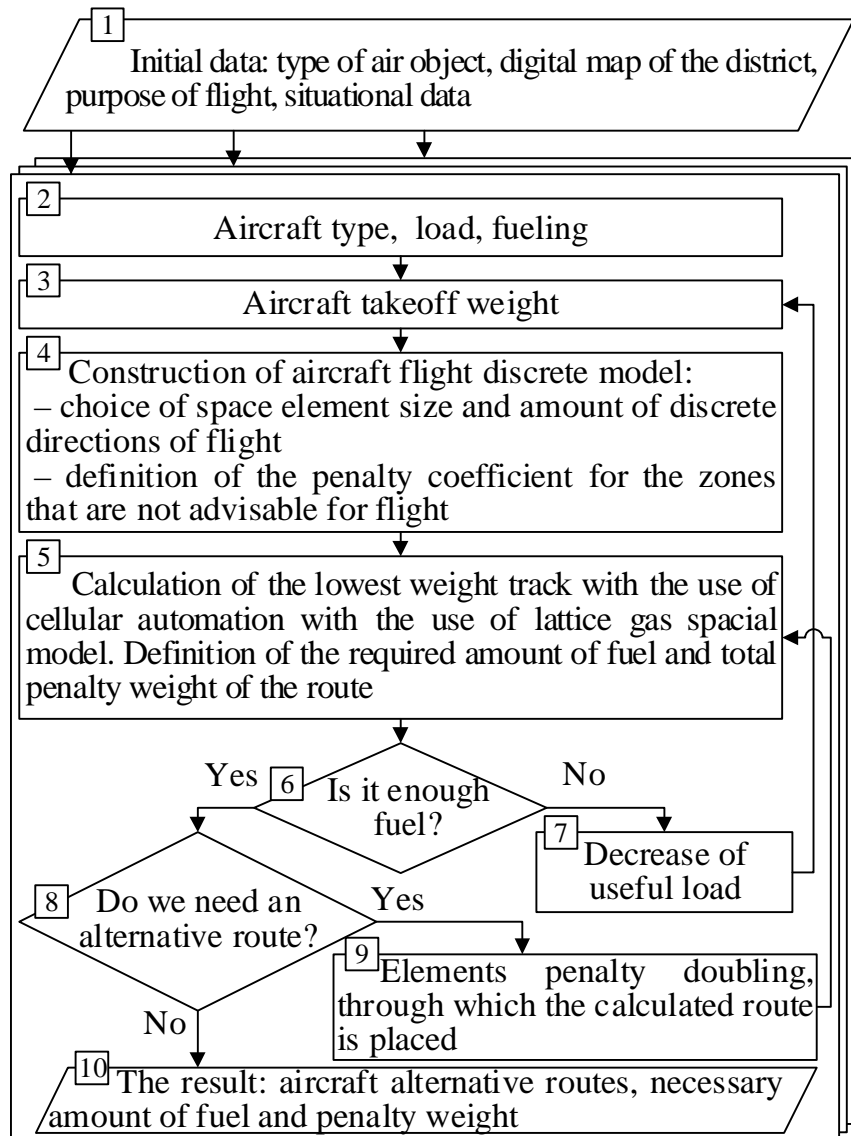 1
Initial data: type of air object, digital map of the district,
purpose of flight, situational data
2
Aircraft type, load, fueling
3
Aircraft takeoff weight
4
Construction of aircraft flight discrete model:
– choice of space element size and amount of discrete
directions of flight
– definition of the penalty coefficient for the zones
that are not advisable for flight
5
Calculation of the lowest weight track with the use of
cellular automation with the use of lattice gas spacial
model. Definition of the required amount of fuel and total
penalty weight of the route
Yes
6
Is it enough
fuel?
No
7
Decrease of
useful load
8
Do we need an
alternative route?
Yes
9
Elements penalty doubling,
through which the calculated route
is placed
No
10
The result: aircraft alternative routes, necessary
amount of fuel and penalty weight